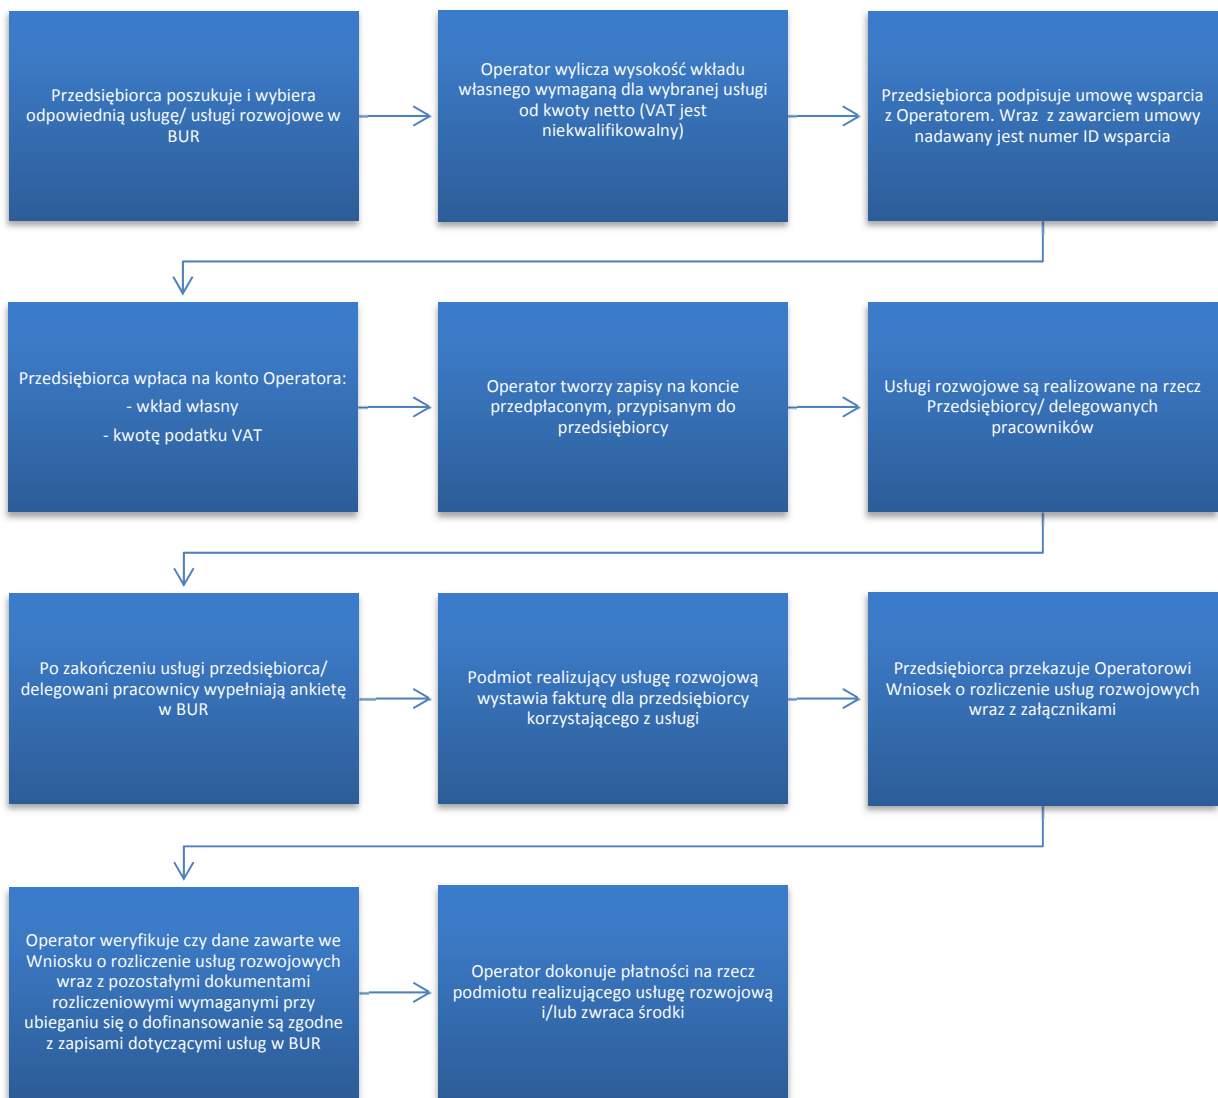 Przedsiębiorca poszukuje i wybiera
odpowiednią usługę/ usługi rozwojowe w
BUR
Operator wylicza wysokość wkładu
własnego wymaganą dla wybranej usługi
od kwoty netto (VAT jest
niekwalifikowalny)
Przedsiębiorca podpisuje umowę wsparcia
z Operatorem. Wraz z zawarciem umowy
nadawany jest numer ID wsparcia
Przedsiębiorca wpłaca na konto Operatora:
- wkład własny
- kwotę podatku VAT
Operator tworzy zapisy na koncie
przedpłaconym, przypisanym do
przedsiębiorcy
Usługi rozwojowe są realizowane na rzecz
Przedsiębiorcy/ delegowanych
pracowników
Po zakończeniu usługi przedsiębiorca/
delegowani pracownicy wypełniają ankietę
w BUR
Podmiot realizujący usługę rozwojową
wystawia fakturę dla przedsiębiorcy
korzystającego z usługi
Przedsiębiorca przekazuje Operatorowi
Wniosek o rozliczenie usług rozwojowych
wraz z załącznikami
Operator weryfikuje czy dane zawarte we
Wniosku o rozliczenie usług rozwojowych
wraz z pozostałymi dokumentami
rozliczeniowymi wymaganymi przy
ubieganiu się o dofinansowanie są zgodne
z zapisami dotyczącymi usług w BUR
Operator dokonuje płatności na rzecz
podmiotu realizującego usługę rozwojową
i/lub zwraca środki